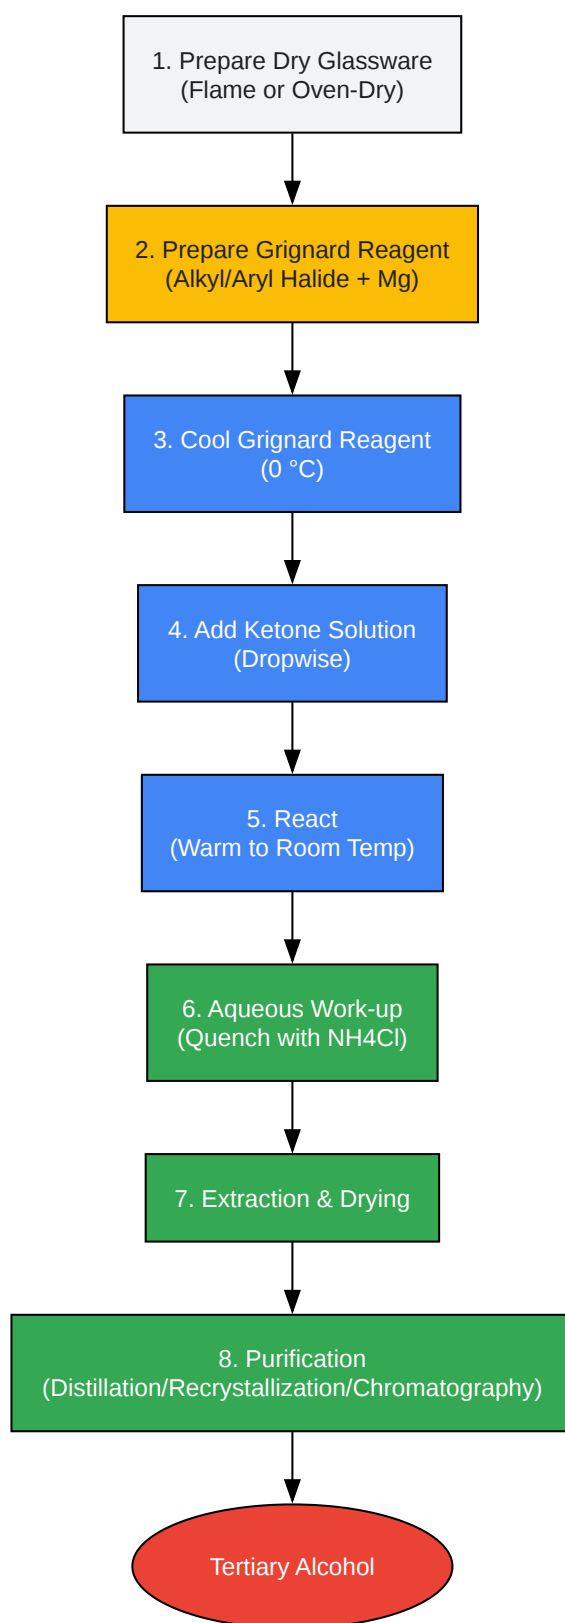 1. Prepare Dry Glassware
(Flame or Oven-Dry)
2. Prepare Grignard Reagent
(Alkyl/Aryl Halide + Mg)
3. Cool Grignard Reagent
(0 °C)
4. Add Ketone Solution
(Dropwise)
5. React
(Warm to Room Temp)
6. Aqueous Work-up
(Quench with NH4Cl)
7. Extraction & Drying
8. Purification
(Distillation/Recrystallization/Chromatography)
Tertiary Alcohol